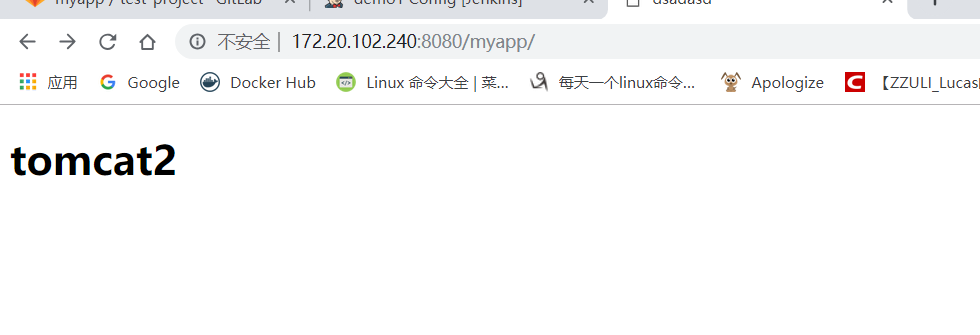 myapp / test-project · GitLab demo1 Config [Jenkins] dsadasd
不安全 | 172.20.102.240:8080/myapp/
应用 Google Docker Hub Linux 命令大全 | 菜... 每天一个linux命令... Apologize 【ZZULI_Lucas
tomcat2